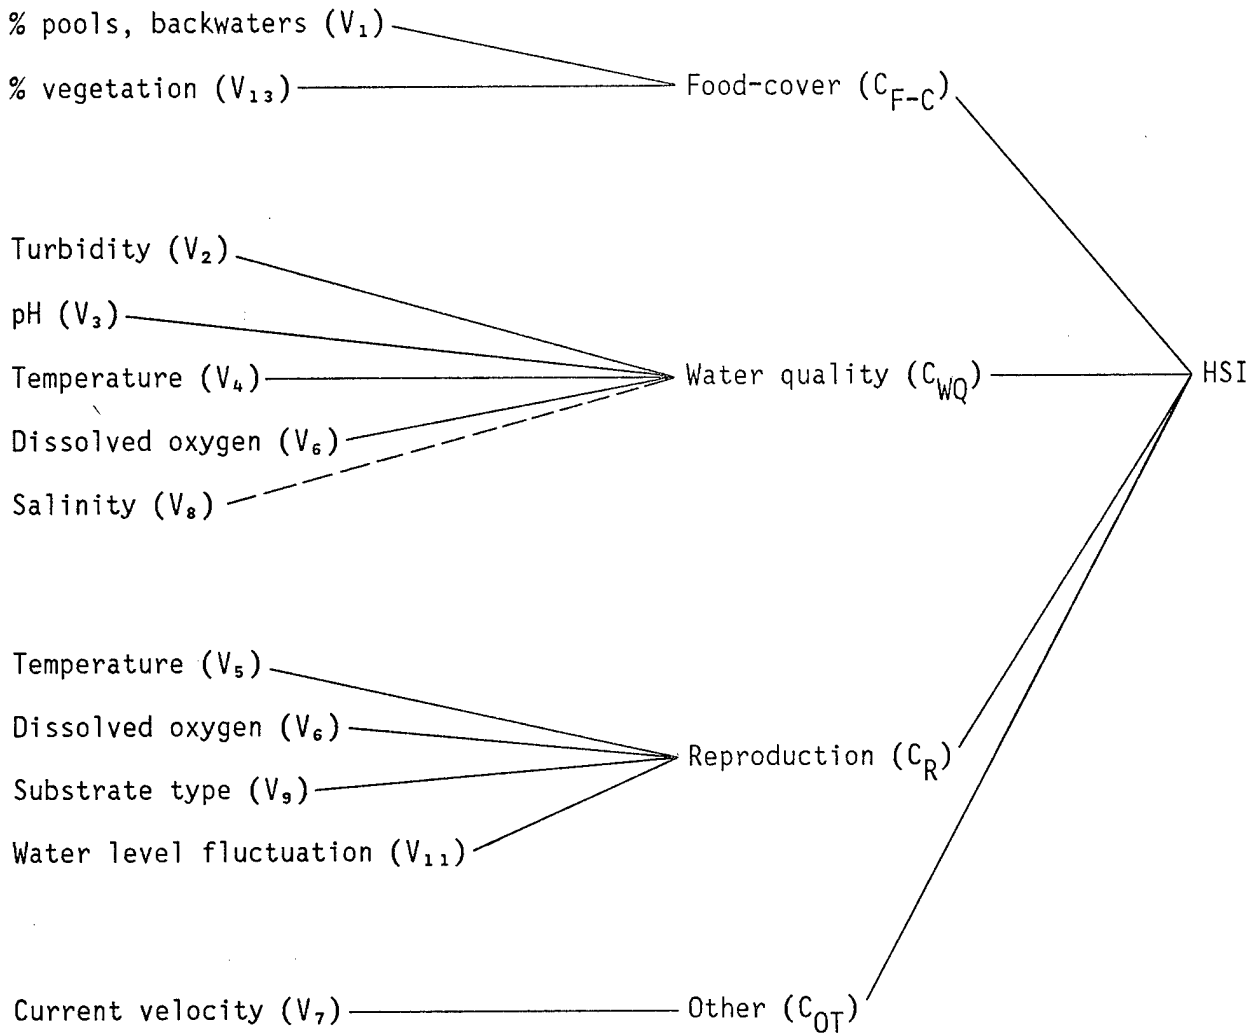 % pools, backwaters (V₁)
% vegetation (V₁₃)
Food-cover (C_F-C)
Turbidity (V₂)
pH (V₃)
Temperature (V₄)
Water quality (C_WQ)
HSI
Dissolved oxygen (V₆)
Salinity (V₈)
Temperature (V₅)
Dissolved oxygen (V₆)
Substrate type (V₉)
Reproduction (C_R)
Water level fluctuation (V₁₁)
Current velocity (V₇)
Other (C_OT)